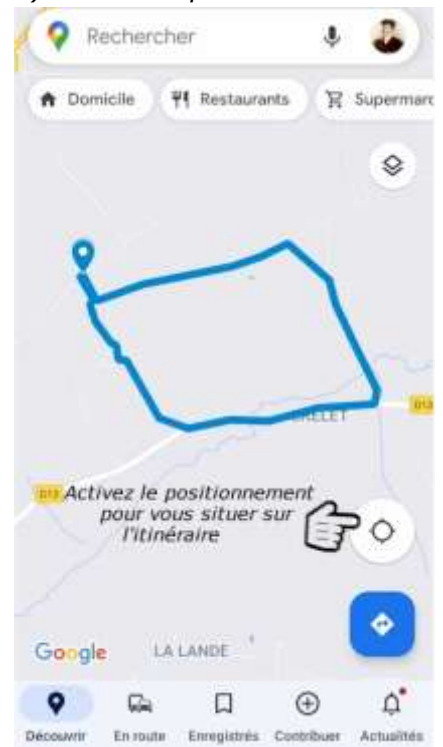 Rechercher
Domicile Restaurants Supermarc
D13
Activez le positionnement
pour vous situer sur
l'itinéraire
Google LA LANDE
Découvrir En route Enregistrés Contribuer Actualités